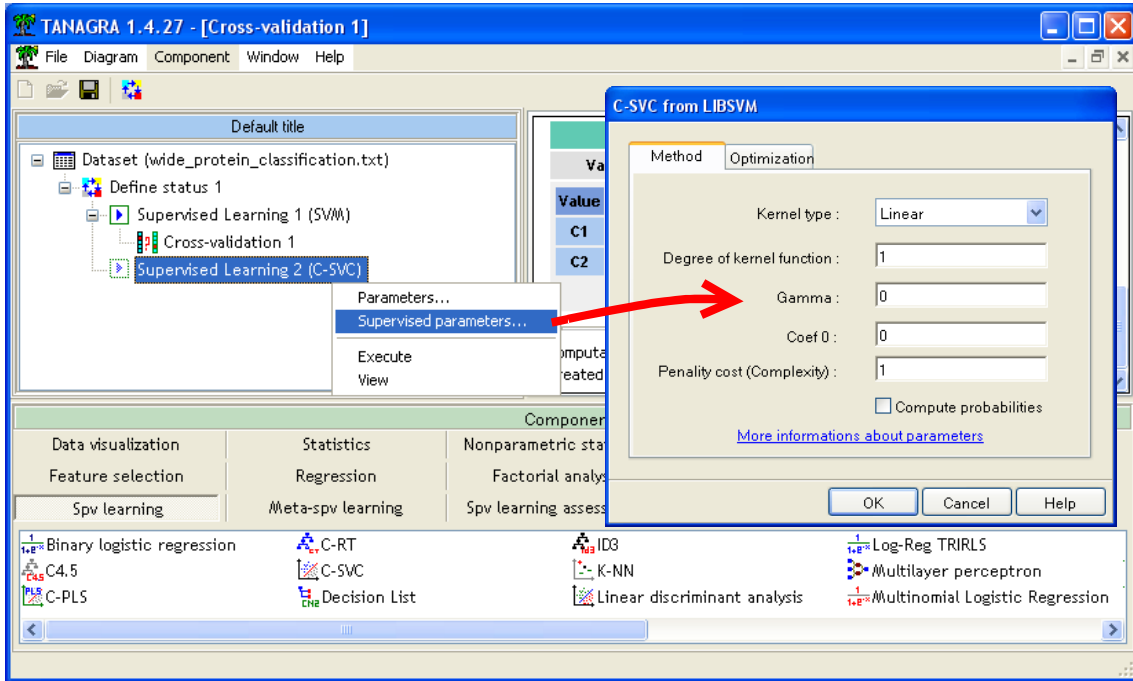 TANAGRA 1.4.27 - [Cross-validation 1]
File Diagram Component Window Help
Default title
Dataset (wide_protein_classification.txt)
Define status 1
Supervised Learning 1 (SVM)
Cross-validation 1
Supervised Learning 2 (C-SVC)
Parameters...
Supervised parameters...
Execute
View
Va
Value
C1
C2
omputa
reated
C-SVC from LIBSVM
Method Optimization
Kernel type : Linear
Degree of kernel function : 1
Gamma : 0
Coef 0 : 0
Penality cost (Complexity) : 1
Compute probabilities
More informations about parameters
OK Cancel Help
Componen
Data visualization Statistics Nonparametric sta
Feature selection Regression Factorial analys
Spv learning Meta-spv learning Spv learning assess
Binary logistic regression C-RT ID3 Log-Reg TRIRLS
C4.5 C-SVC K-NN Multilayer perceptron
C-PLS Decision List Linear discriminant analysis Multinomial Logistic Regression